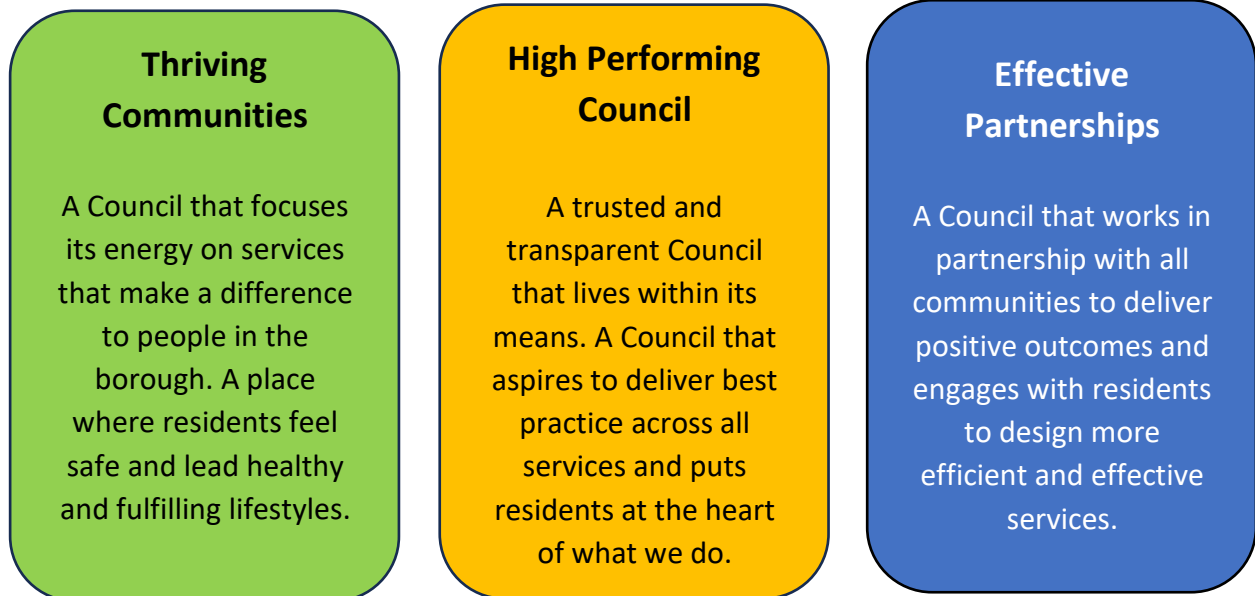 Thriving
Communities
A Council that focuses
its energy on services
that make a difference
to people in the
borough. A place
where residents feel
safe and lead healthy
and fulfilling lifestyles.
High Performing
Council
A trusted and
transparent Council
that lives within its
means. A Council that
aspires to deliver best
practice across all
services and puts
residents at the heart
of what we do.
Effective
Partnerships
A Council that works in
partnership with all
communities to deliver
positive outcomes and
engages with residents
to design more
efficient and effective
services.